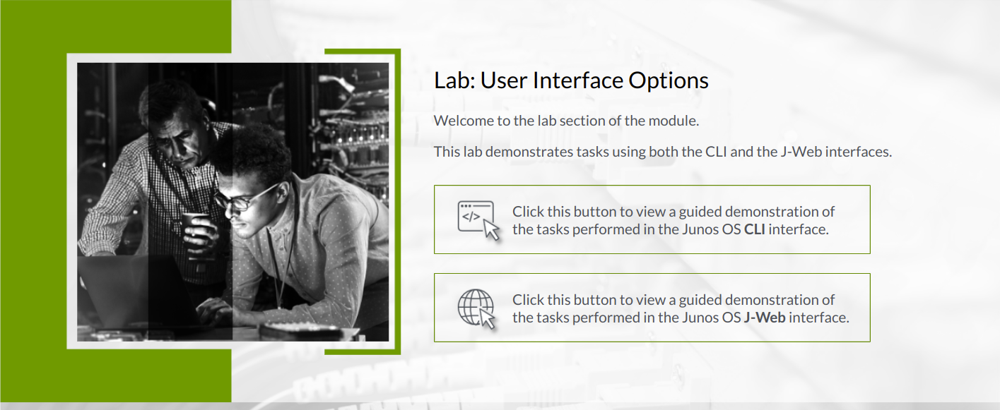 Lab: User Interface Options
Welcome to the lab section of the module.
This lab demonstrates tasks using both the CLI and the J-Web interfaces.
Click this button to view a guided demonstration of
the tasks performed in the Junos OS CLI interface.
Click this button to view a guided demonstration of
the tasks performed in the Junos OS J-Web interface.